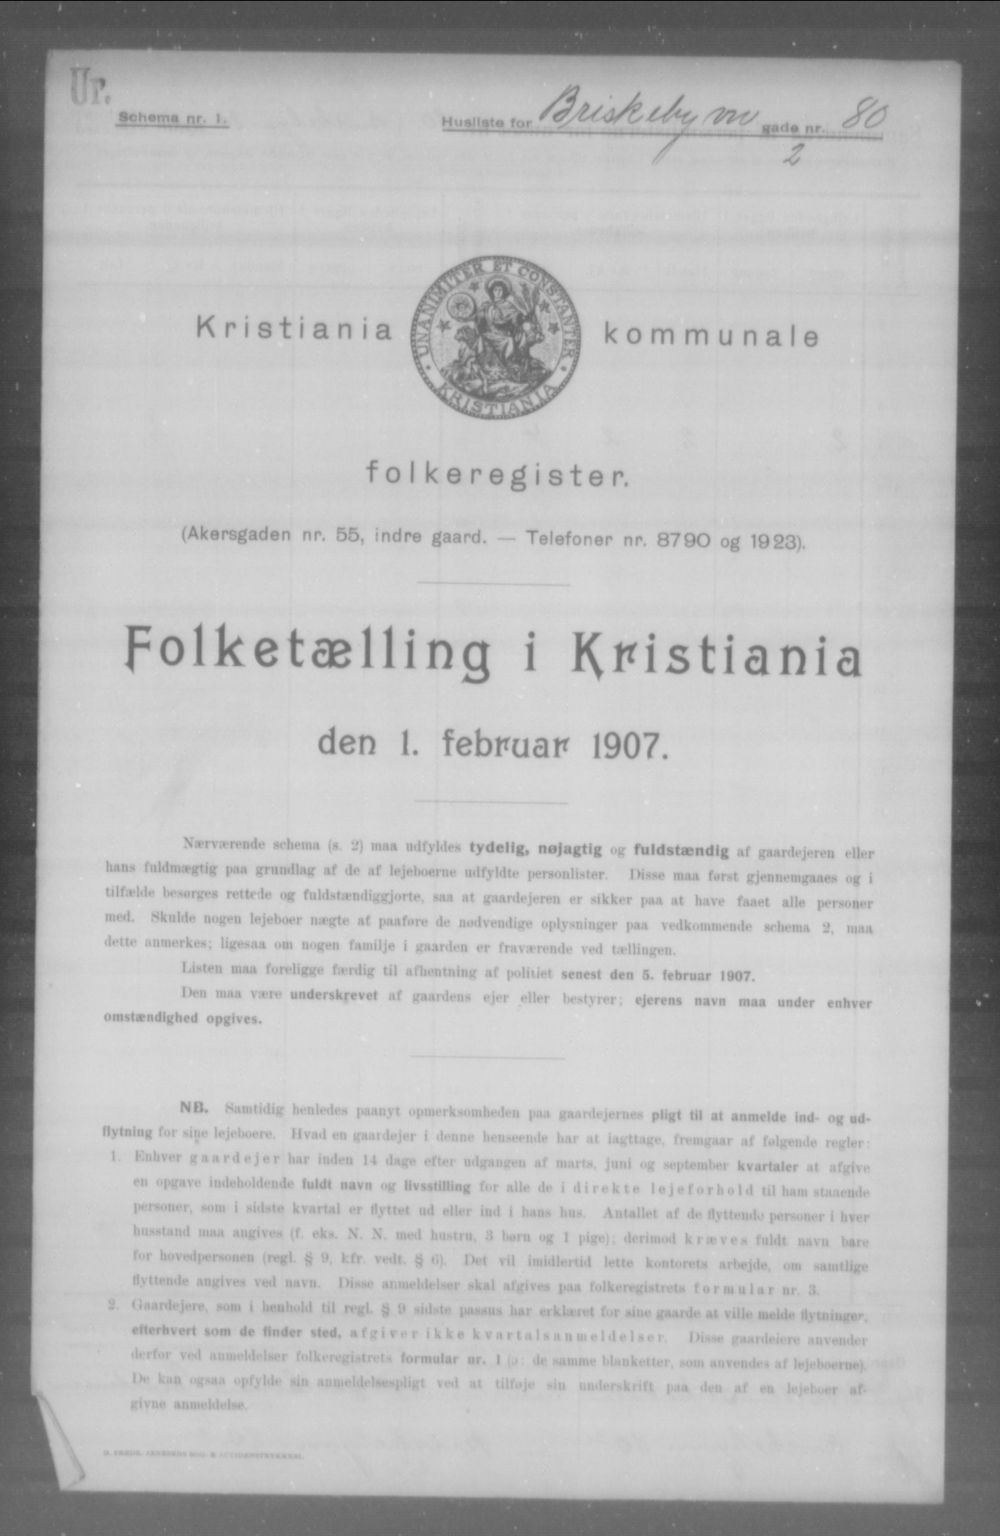 Ur.
Schema nr. 1.
Husliste for Briskebyvn gade nr. 80
2
Kristiania kommunale
UNANIMITER ET CONSTANTER
KRISTIANIA
folkeregister.
(Akersgaden nr. 55, indre gaard. — Telefoner nr. 8790 og 1923).
Folketælling i Kristiania
den 1. februar 1907.
Nærværende schema (s. 2) maa udfyldes tydelig, nøjagtig og fuldstændig af gaardejeren eller
hans fuldmægtig paa grundlag af de af lejeboerne udfyldte personlister. Disse maa først gjennemgaaes og i
tilfælde besørges rettede og fuldstændiggjorte, saa at gaardejeren er sikker paa at have faaet alle personer
med. Skulde nogen lejeboer nægte at paaføre de nødvendige oplysninger paa vedkommende schema 2, maa
dette anmerkes; ligesaa om nogen familje i gaarden er fraværende ved tællingen.
Listen maa foreligge færdig til afhentning af politiet senest den 5. februar 1907.
Den maa være underskrevet af gaardens ejer eller bestyrer; ejerens navn maa under enhver
omstændighed opgives.
NB. Samtidig henledes paanyt opmerksomheden paa gaardejernes pligt til at anmelde ind- og ud-
flytning for sine lejeboere. Hvad en gaardejer i denne henseende har at iagttage, fremgaar af følgende regler:
1. Enhver gaardejer har inden 14 dage efter udgangen af marts, juni og september kvartaler at afgive
en opgave indeholdende fuldt navn og livsstilling for alle de i direkte lejeforhold til ham staaende
personer, som i sidste kvartal er flyttet ud eller ind i hans hus. Antallet af de flyttende personer i hver
husstand maa angives (f. eks. N. N. med hustru, 3 børn og 1 pige); derimod kræves fuldt navn bare
for hovedpersonen (regl. § 9, kfr. vedt. § 6). Det vil imidlertid lette kontorets arbejde, om samtlige
flyttende angives ved navn. Disse anmeldelser skal afgives paa folkeregistrets formular nr. 3.
2. Gaardejere, som i henhold til regl. § 9 sidste passus har erklæret for sine gaarde at ville melde flytninger,
efterhvert som de finder sted, afgiver ikke kvartalsanmeldelser. Disse gaardeiere anvender
derfor ved anmeldelser folkeregistrets formular nr. 1 (ɔ: de samme blanketter, som anvendes af lejeboerne).
De kan ogsaa opfylde sin anmeldelsespligt ved at tilføje sin underskrift paa den af en lejeboer af-
givne anmeldelse.